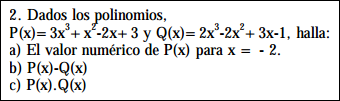 2. Dados los polinomios,
P(x)= 3x³+ x²-2x+ 3 y Q(x)= 2x³-2x²+ 3x-1, halla:
a) El valor numérico de P(x) para x = - 2.
b) P(x)-Q(x)
c) P(x).Q(x)